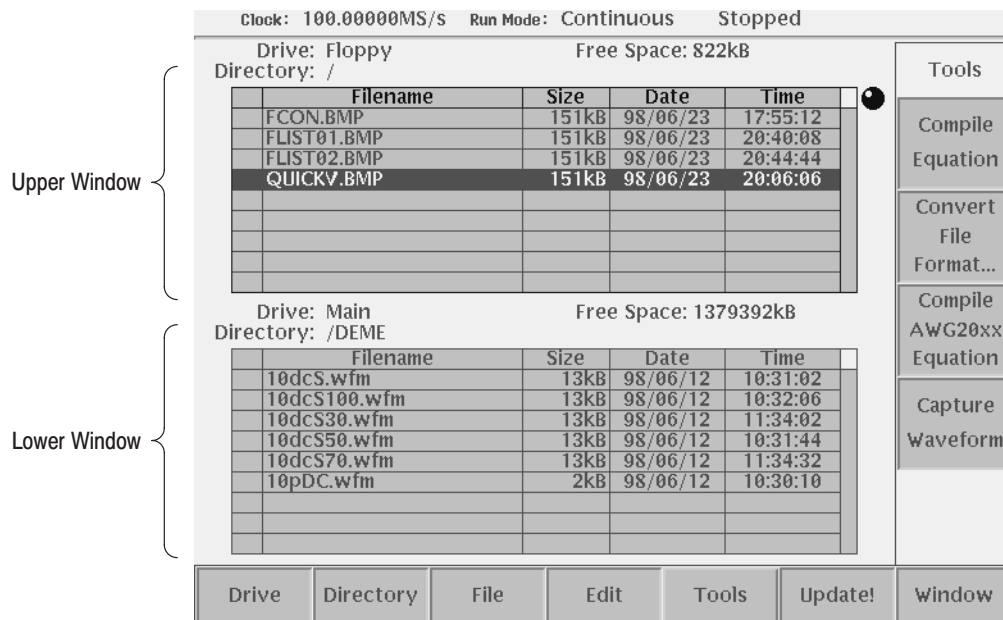 Clock: 100.00000MS/s Run Mode: Continuous Stopped
Drive: Floppy Free Space: 822kB
Directory: /
Filename Size Date Time
FCON.BMP 151kB 98/06/23 17:55:12
FLIST01.BMP 151kB 98/06/23 20:40:08
FLIST02.BMP 151kB 98/06/23 20:44:44
QUICKV.BMP 151kB 98/06/23 20:06:06
Upper Window
Drive: Main Free Space: 1379392kB
Directory: /DEME
Filename Size Date Time
10dcS.wfm 13kB 98/06/12 10:31:02
10dcS100.wfm 13kB 98/06/12 10:32:06
10dcS30.wfm 13kB 98/06/12 11:34:02
10dcS50.wfm 13kB 98/06/12 10:31:44
10dcS70.wfm 13kB 98/06/12 11:34:32
10pDC.wfm 2kB 98/06/12 10:30:10
Lower Window
Tools
Compile
Equation
Convert
File
Format...
Compile
AWG20xx
Equation
Capture
Waveform
Drive Directory File Edit Tools Update! Window